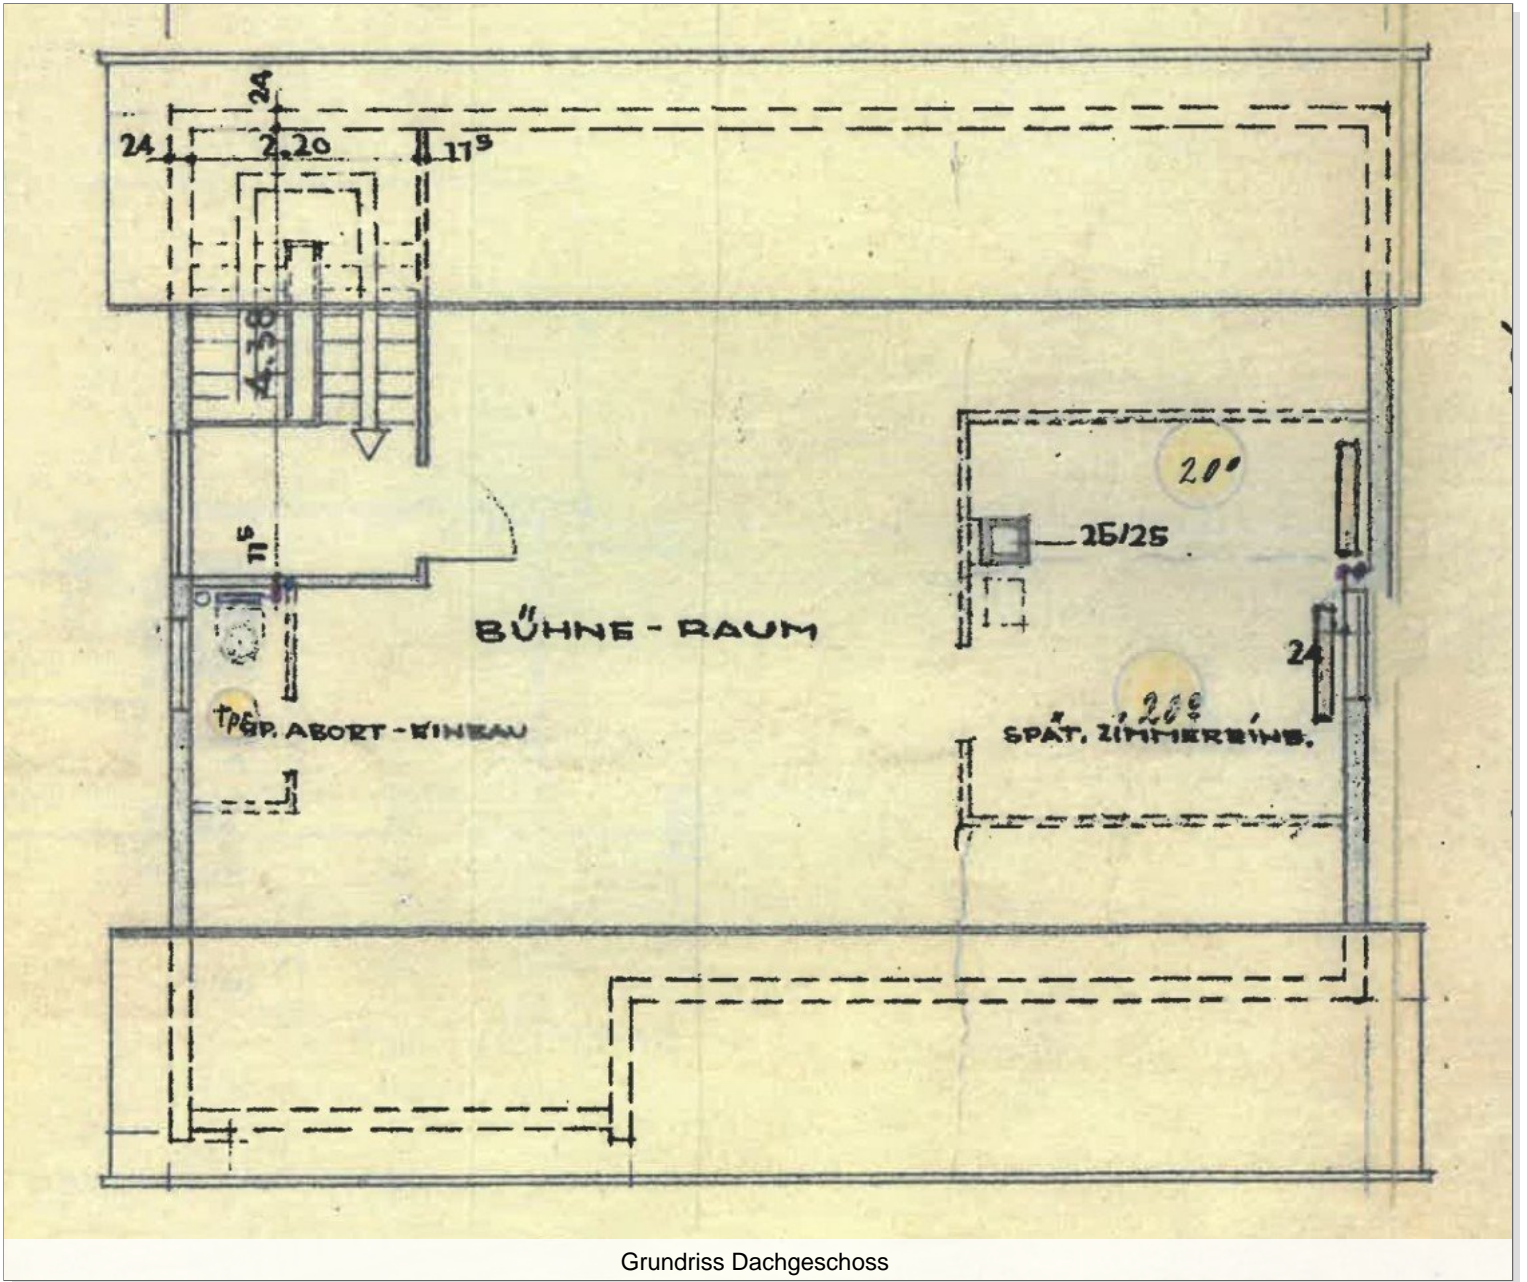 24
24
2.20
17⁵
4.38
20°
25/25
11⁵
BÜHNE - RAUM
24
20°
SP. ABORT - EINBAU
SPÄT. ZIMMEREINB.
Grundriss Dachgeschoss